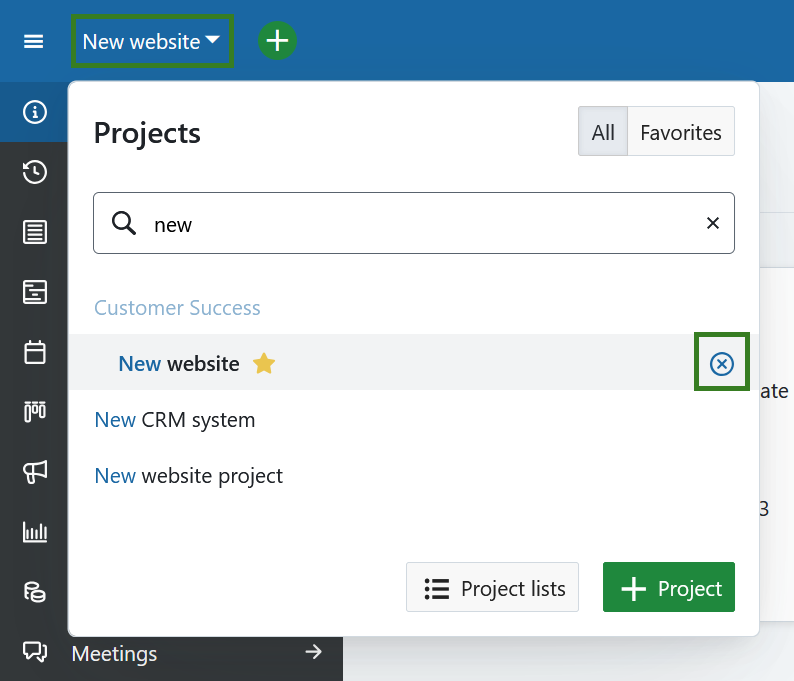 New website
Projects
All
Favorites
new
Customer Success
New website
New CRM system
New website project
Project lists
Project
Meetings
ate
3